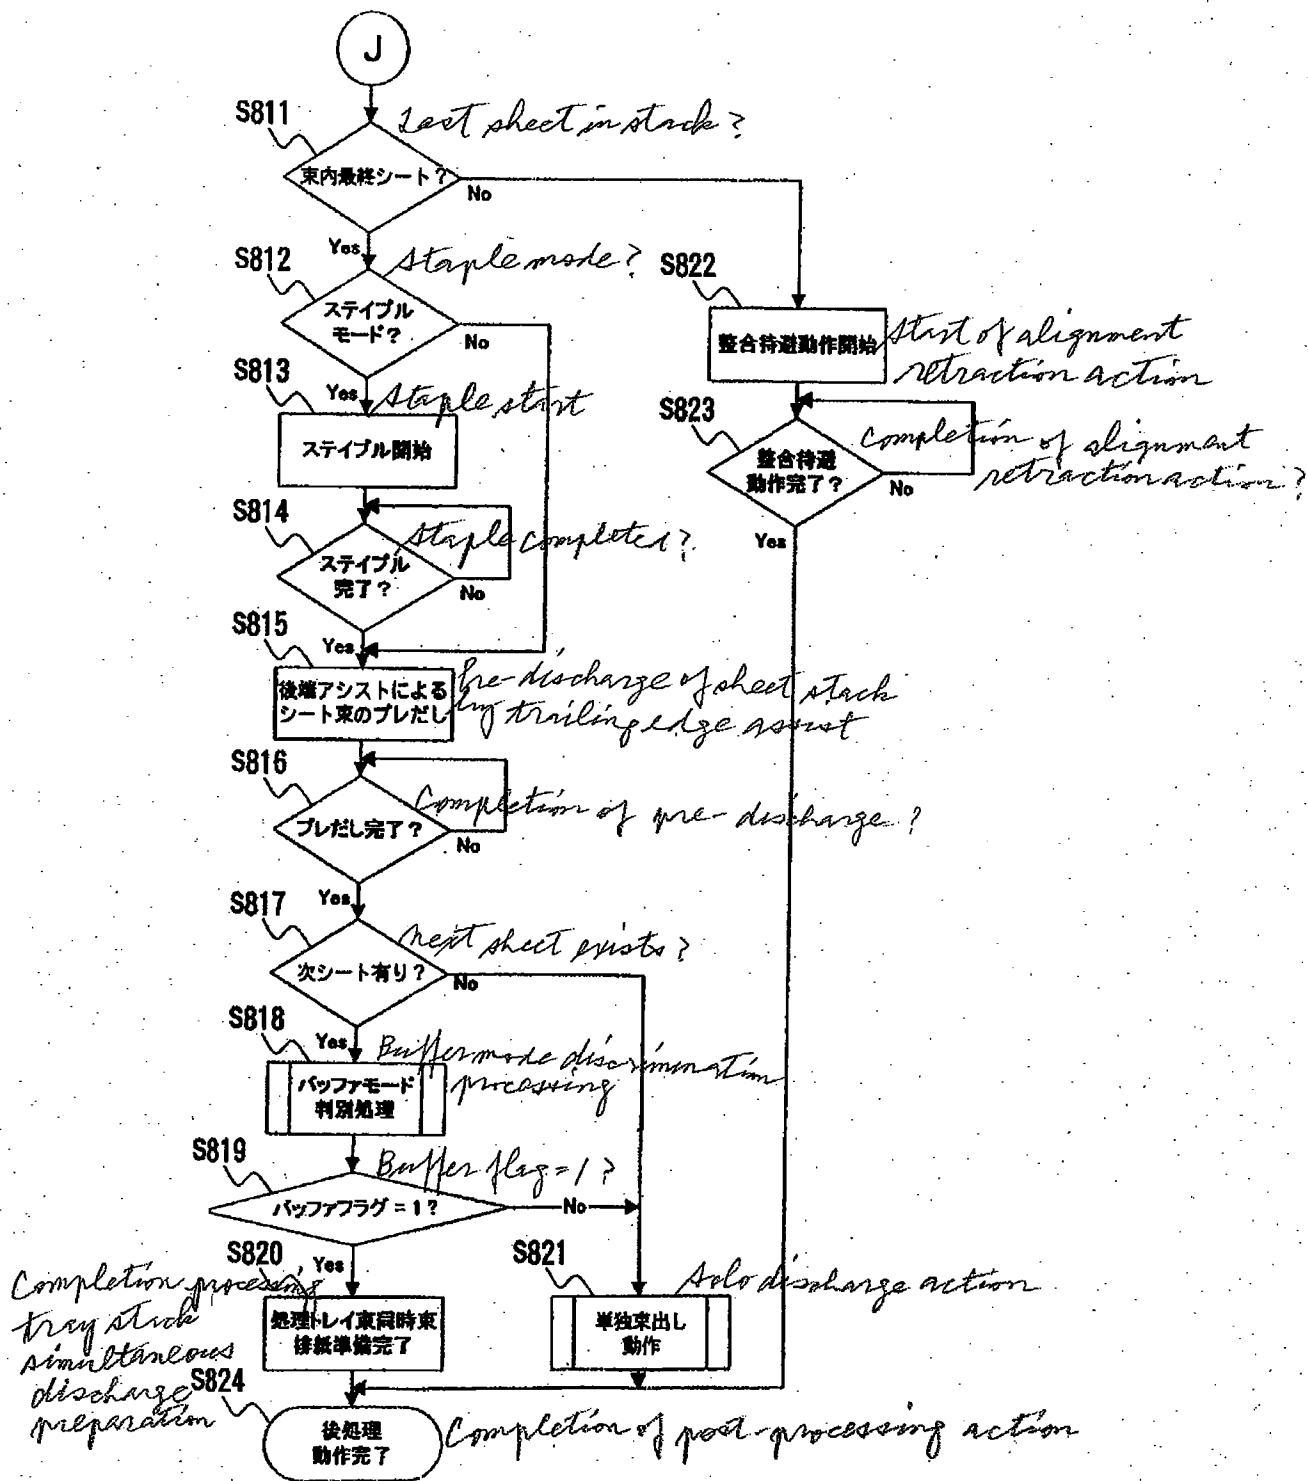 J
S811
Last sheet in stack?
束内最終シート?
No
Yes
S812
Staple mode?
ステイプル
モード?
No
S822
整合待避動作開始
Start of alignment
retraction action
Yes
S813
Staple start
ステイプル開始
S823
整合待避
動作完了?
Completion of alignment
retraction action?
No
Yes
S814
Staple completed?
ステイプル
完了?
No
Yes
S815
後端アシストによる
シート束のプレだし
Pre-discharge of sheet stack
by trailing edge assist
S816
Completion of pre-discharge?
プレだし完了?
No
Yes
S817
Next sheet exists?
次シート有り?
No
Yes
S818
Buffer mode discrimination
processing
バッファモード
判別処理
S819
Buffer flag=1?
バッファフラグ=1?
No
Yes
S820
Completion processing
tray stack
simultaneous
discharge
preparation
処理トレイ束同時束
排紙準備完了
S821
Solo discharge action
単独束出し
動作
S824
後処理
動作完了
Completion of post-processing action